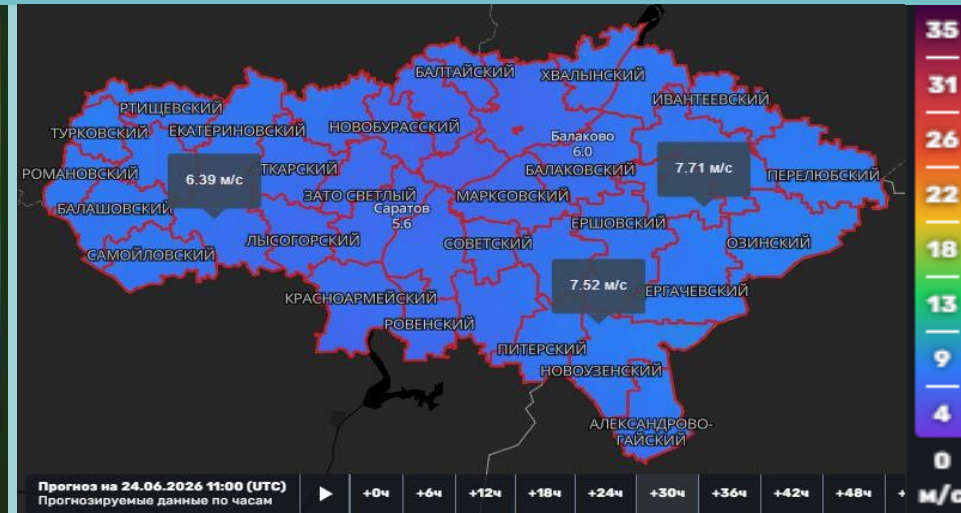 БАЛТАЙСКИЙ
ХВАЛЫНСКИЙ
РТИЩЕВСКИЙ
ИВАНТЕЕВСКИЙ
ТУРКОВСКИЙ
ЕКАТЕРИНОВСКИЙ
НОВОБУРАССКИЙ
Балаково
6.0
РОМАНОВСКИЙ
6.39 м/с
ТКАРСКИЙ
БАЛАКОВСКИЙ
7.71 м/с
ПЕРЕЛЮБСКИЙ
ЗАТО СВЕТЛЫЙ
МАРКСОВСКИЙ
БАЛАШОВСКИЙ
Саратов
5.6
ЕРШОВСКИЙ
ЛЫСОГОРСКИЙ
СОВЕТСКИЙ
ОЗИНСКИЙ
САМОЙЛОВСКИЙ
7.52 м/с
ЕРГАЧЕВСКИЙ
КРАСНОАРМЕЙСКИЙ
РОВЕНСКИЙ
ПИТЕРСКИЙ
НОВОУЗЕНСКИЙ
АЛЕКСАНДРОВО-
ГАЙСКИЙ
35
31
26
22
18
13
9
4
0
м/с
Прогноз на 24.06.2026 11:00 (UTC)
Прогнозируемые данные по часам
+0ч +6ч +12ч +18ч +24ч +30ч +36ч +42ч +48ч +